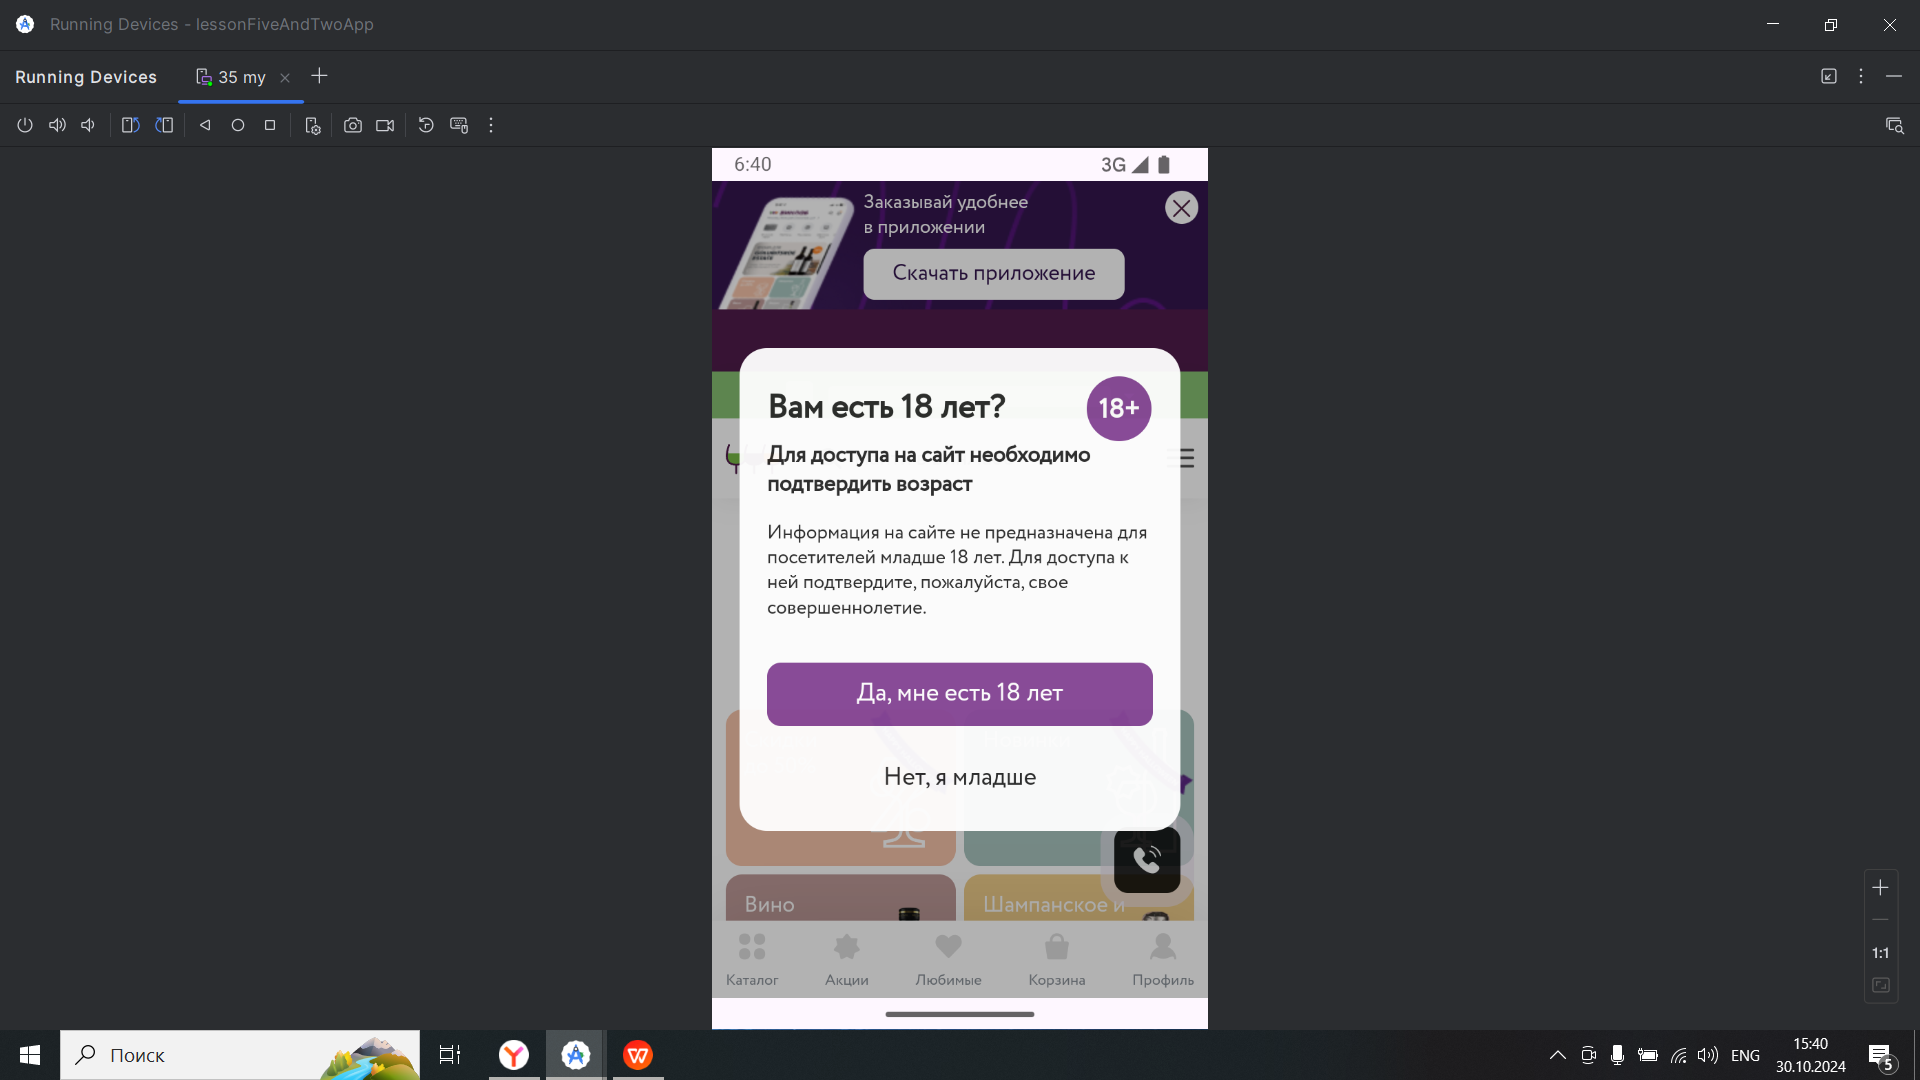 Running Devices - lessonFiveAndTwoApp
Running Devices
35 my
6:40
3G
Заказывай удобнее
в приложении
Скачать приложение
Вам есть 18 лет?
18+
Для доступа на сайт необходимо
подтвердить возраст
Информация на сайте не предназначена для
посетителей младше 18 лет. Для доступа к
ней подтвердите, пожалуйста, свое
совершеннолетие.
Да, мне есть 18 лет
Нет, я младше
Вино
Шампанское и
Каталог
Акции
Любимые
Корзина
Профиль
1:1
Поиск
ENG
15:40
30.10.2024
5